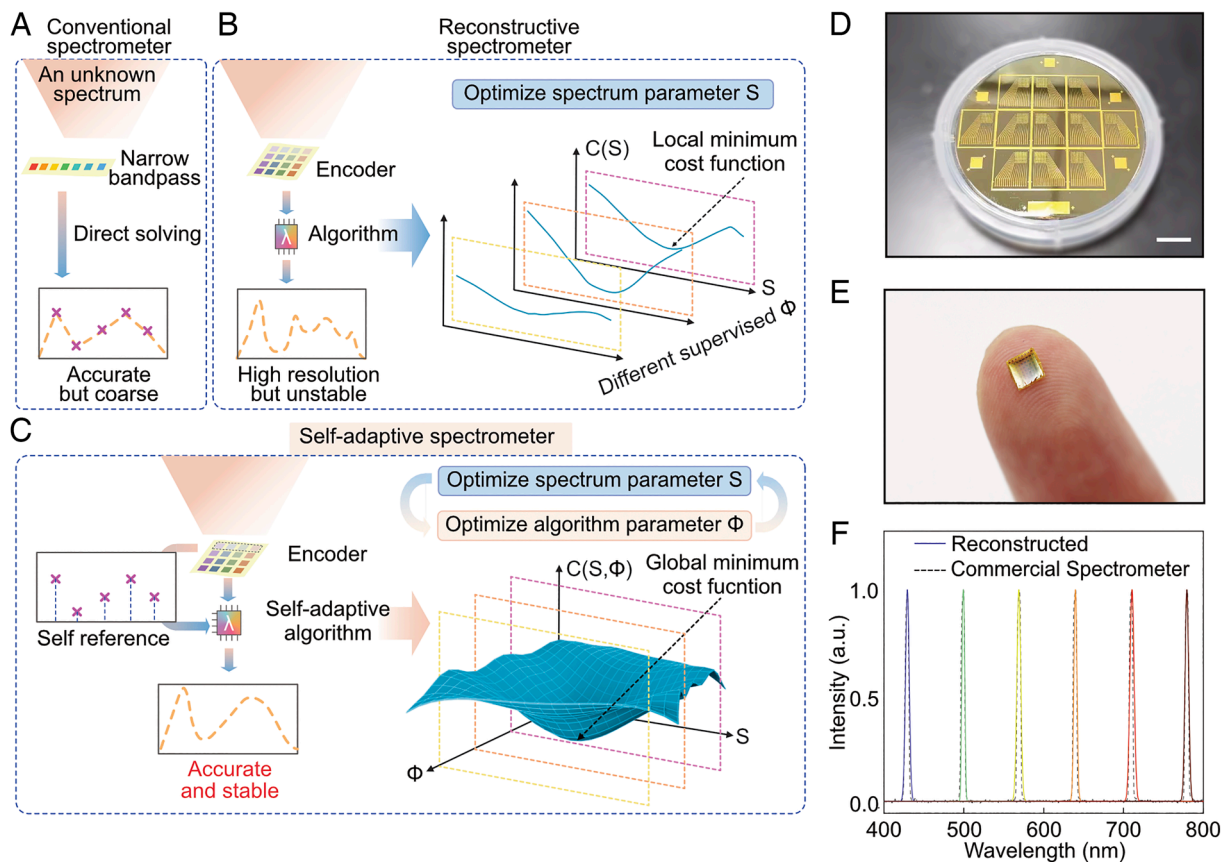 A
Conventional
spectrometer
An unknown
spectrum
Narrow
bandpass
Direct solving
Accurate
but coarse
B
Reconstructive
spectrometer
Optimize spectrum parameter S
Encoder
Algorithm
λ
High resolution
but unstable
C(S)
Local minimum
cost function
S
Different supervised Φ
C
Self-adaptive spectrometer
Optimize spectrum parameter S
Optimize algorithm parameter Φ
Encoder
Self reference
λ
Self-adaptive
algorithm
Accurate
and stable
C(S,Φ)
Global minimum
cost fucntion
S
Φ
D
E
F
Reconstructed
Commercial Spectrometer
Intensity (a.u.)
1.0
0.5
0.0
400 500 600 700 800
Wavelength (nm)